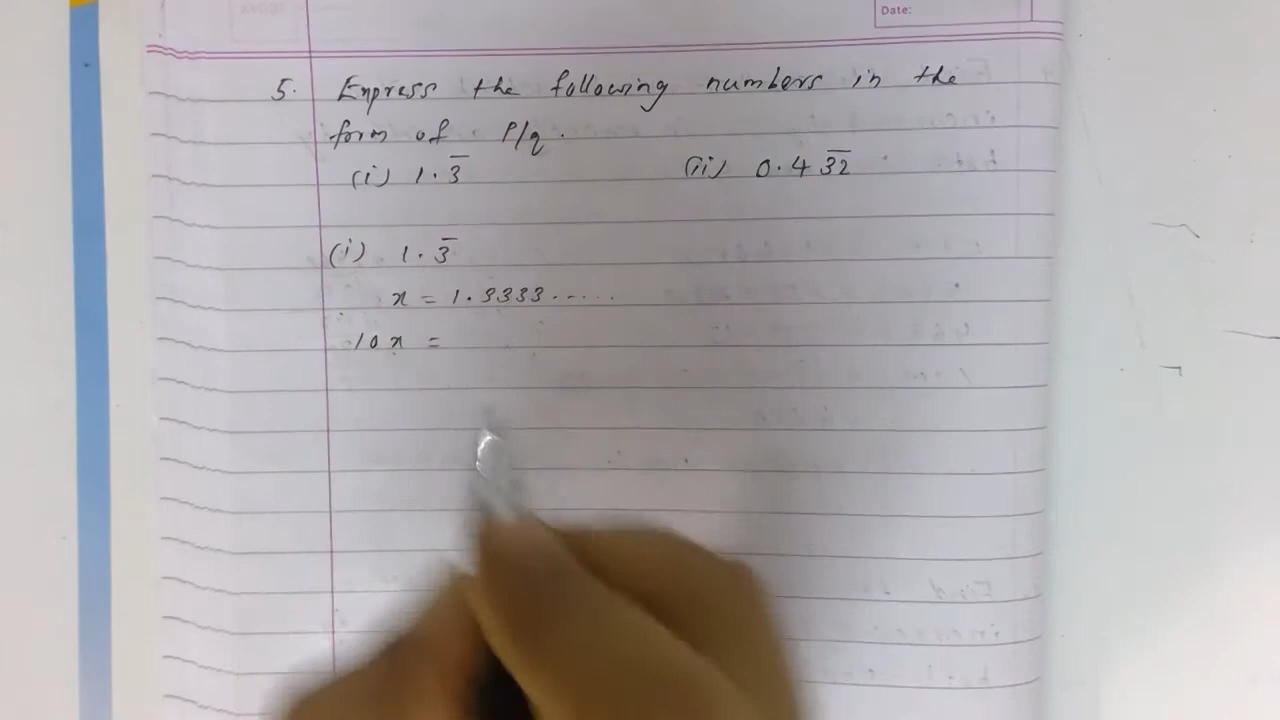 Date:
5. Express the following numbers in the
form of P/q.
(i) 1.3̅ (ii) 0.43̅2̅
(i) 1.3̅
x = 1.3333.....
10x =